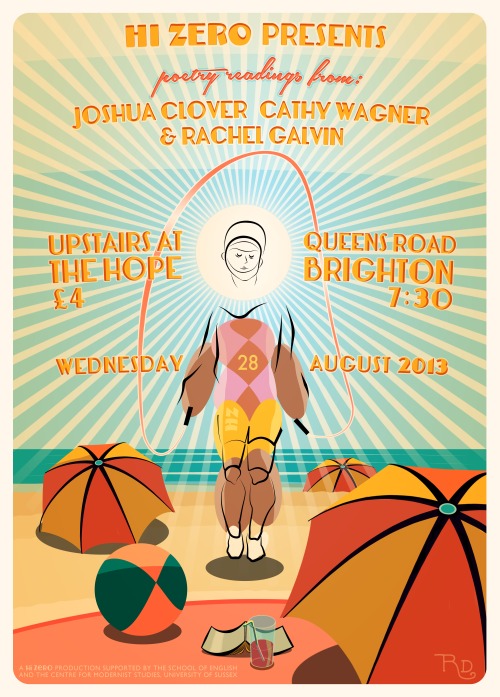 HI ZERO PRESENTS
poetry readings from:
JOSHUA CLOVER CATHY WAGNER
& RACHEL GALVIN
UPSTAIRS AT
THE HOPE
£4
QUEENS ROAD
BRIGHTON
7:30
WEDNESDAY 28 AUGUST 2013
HI ZE
A HI ZERO PRODUCTION SUPPORTED BY THE SCHOOL OF ENGLISH
AND THE CENTRE FOR MODERNIST STUDIES, UNIVERSITY OF SUSSEX
RD